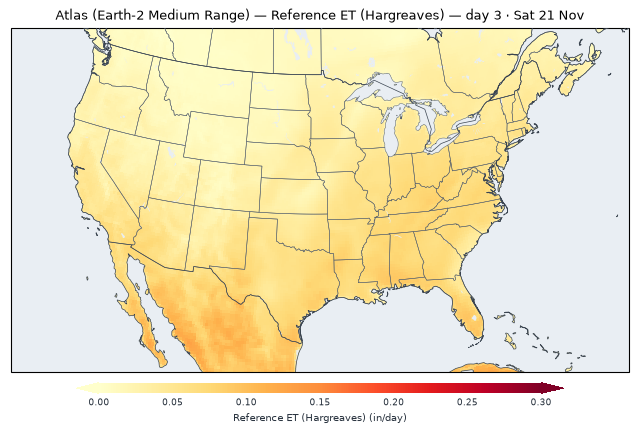 Atlas (Earth-2 Medium Range) — Reference ET (Hargreaves) — day 3 · Sat 21 Nov
0.00 0.05 0.10 0.15 0.20 0.25 0.30
Reference ET (Hargreaves) (in/day)